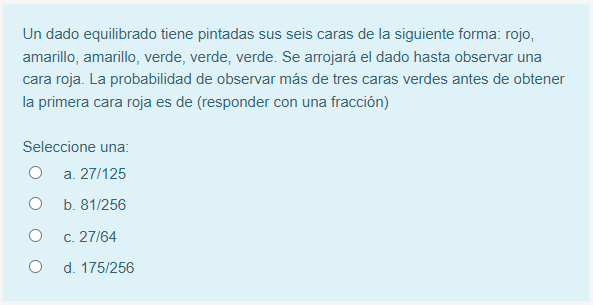 Un dado equilibrado tiene pintadas sus seis caras de la siguiente forma: rojo,
amarillo, amarillo, verde, verde, verde. Se arrojará el dado hasta observar una
cara roja. La probabilidad de observar más de tres caras verdes antes de obtener
la primera cara roja es de (responder con una fracción)
Seleccione una:
a. 27/125
b. 81/256
c. 27/64
d. 175/256